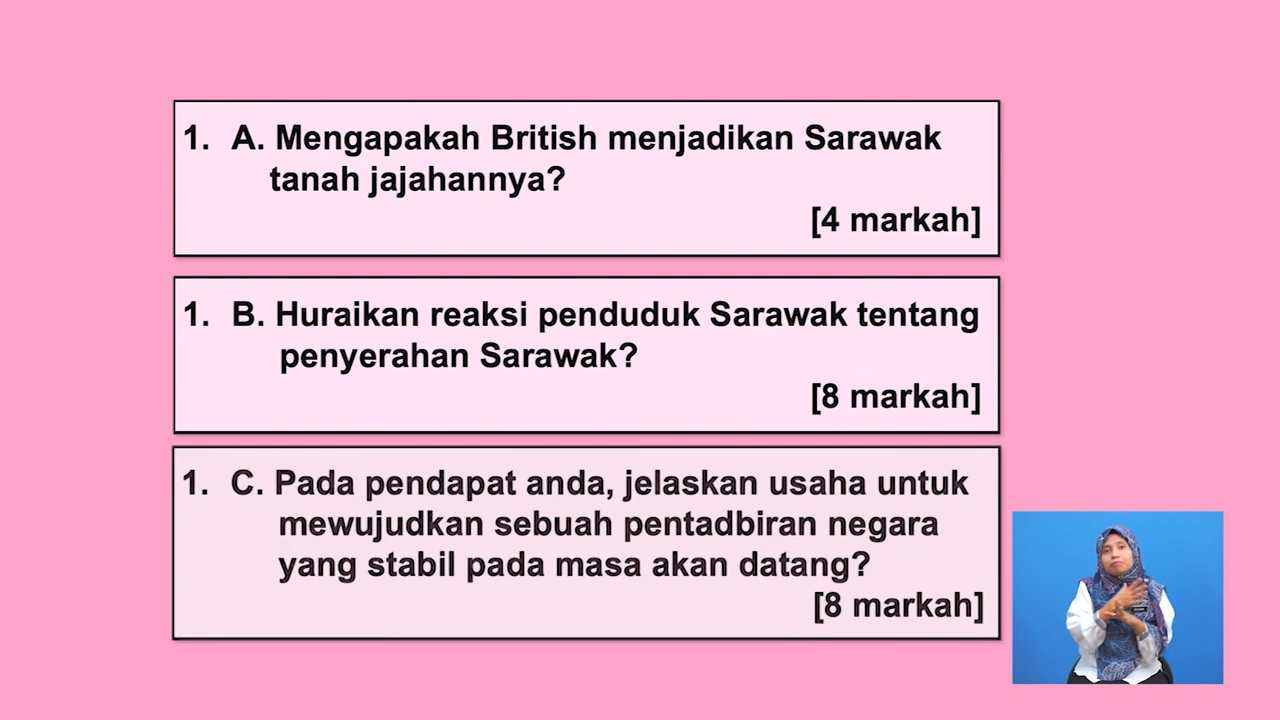 1. A. Mengapakah British menjadikan Sarawak
tanah jajahannya?
[4 markah]
1. B. Huraikan reaksi penduduk Sarawak tentang
penyerahan Sarawak?
[8 markah]
1. C. Pada pendapat anda, jelaskan usaha untuk
mewujudkan sebuah pentadbiran negara
yang stabil pada masa akan datang?
[8 markah]